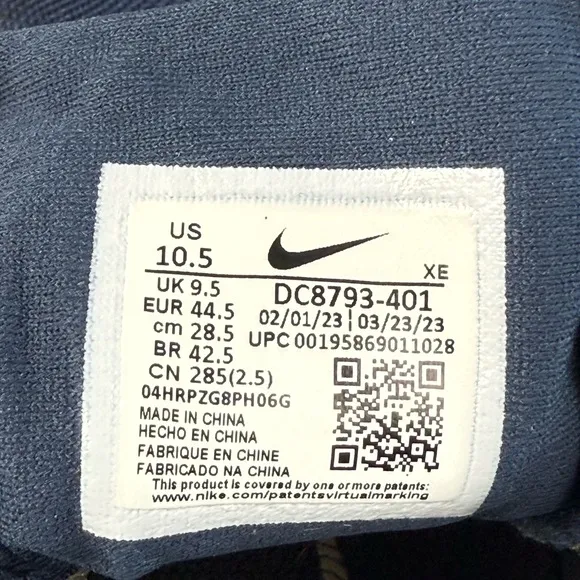 US
10.5
XE
UK 9.5
EUR 44.5
cm 28.5
BR 42.5
CN 285(2.5)
DC8793-401
02/01/23 | 03/23/23
UPC 00195869011028
04HRPZG8PH06G
MADE IN CHINA
HECHO EN CHINA
FABRIQUE EN CHINE
FABRICADO NA CHINA
This product is covered by one or more patents:
www.nike.com/patentsvirtualmarking